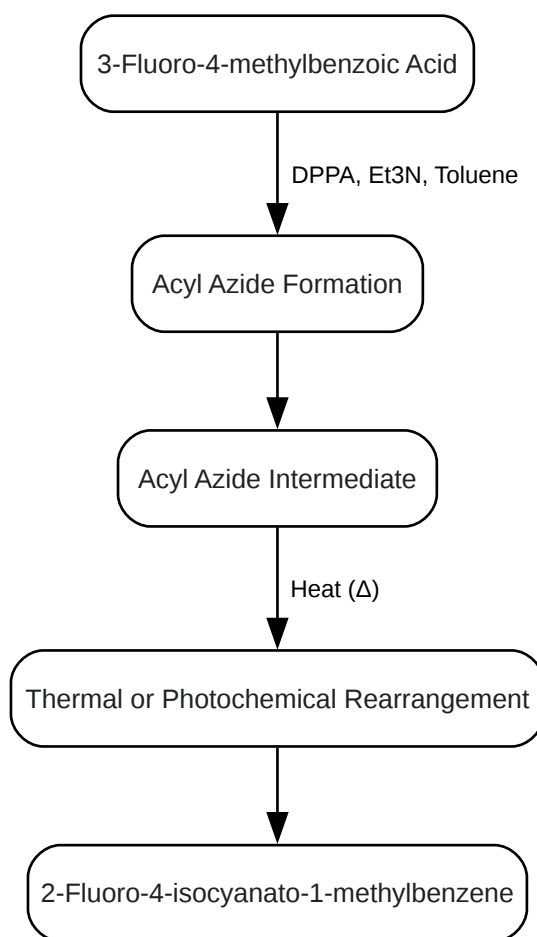 3-Fluoro-4-methylbenzoic Acid
DPPA, Et3N, Toluene
Acyl Azide Formation
Acyl Azide Intermediate
Heat (Δ)
Thermal or Photochemical Rearrangement
2-Fluoro-4-isocyanato-1-methylbenzene